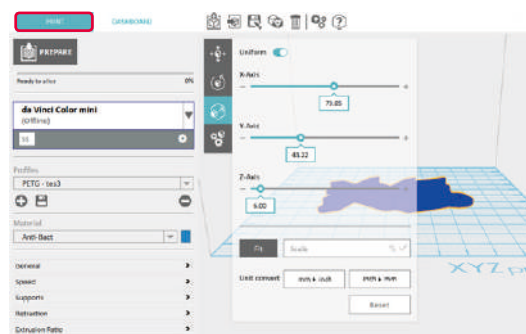 PRINT
DASHBOARD
PREPARE
Ready to slice
0%
da Vinci Color mini
(Offline)
Profiles
PETG - tes3
Material
Anti-Bact
General
Speed
Supports
Retraction
Extrusion Ratio
Uniform
X-Axis
Y-Axis
43.22
Z-Axis
6.00
Fit
Scale
%
Unit convert
mm ▸ inch
inch ▸ mm
Reset
XYZ